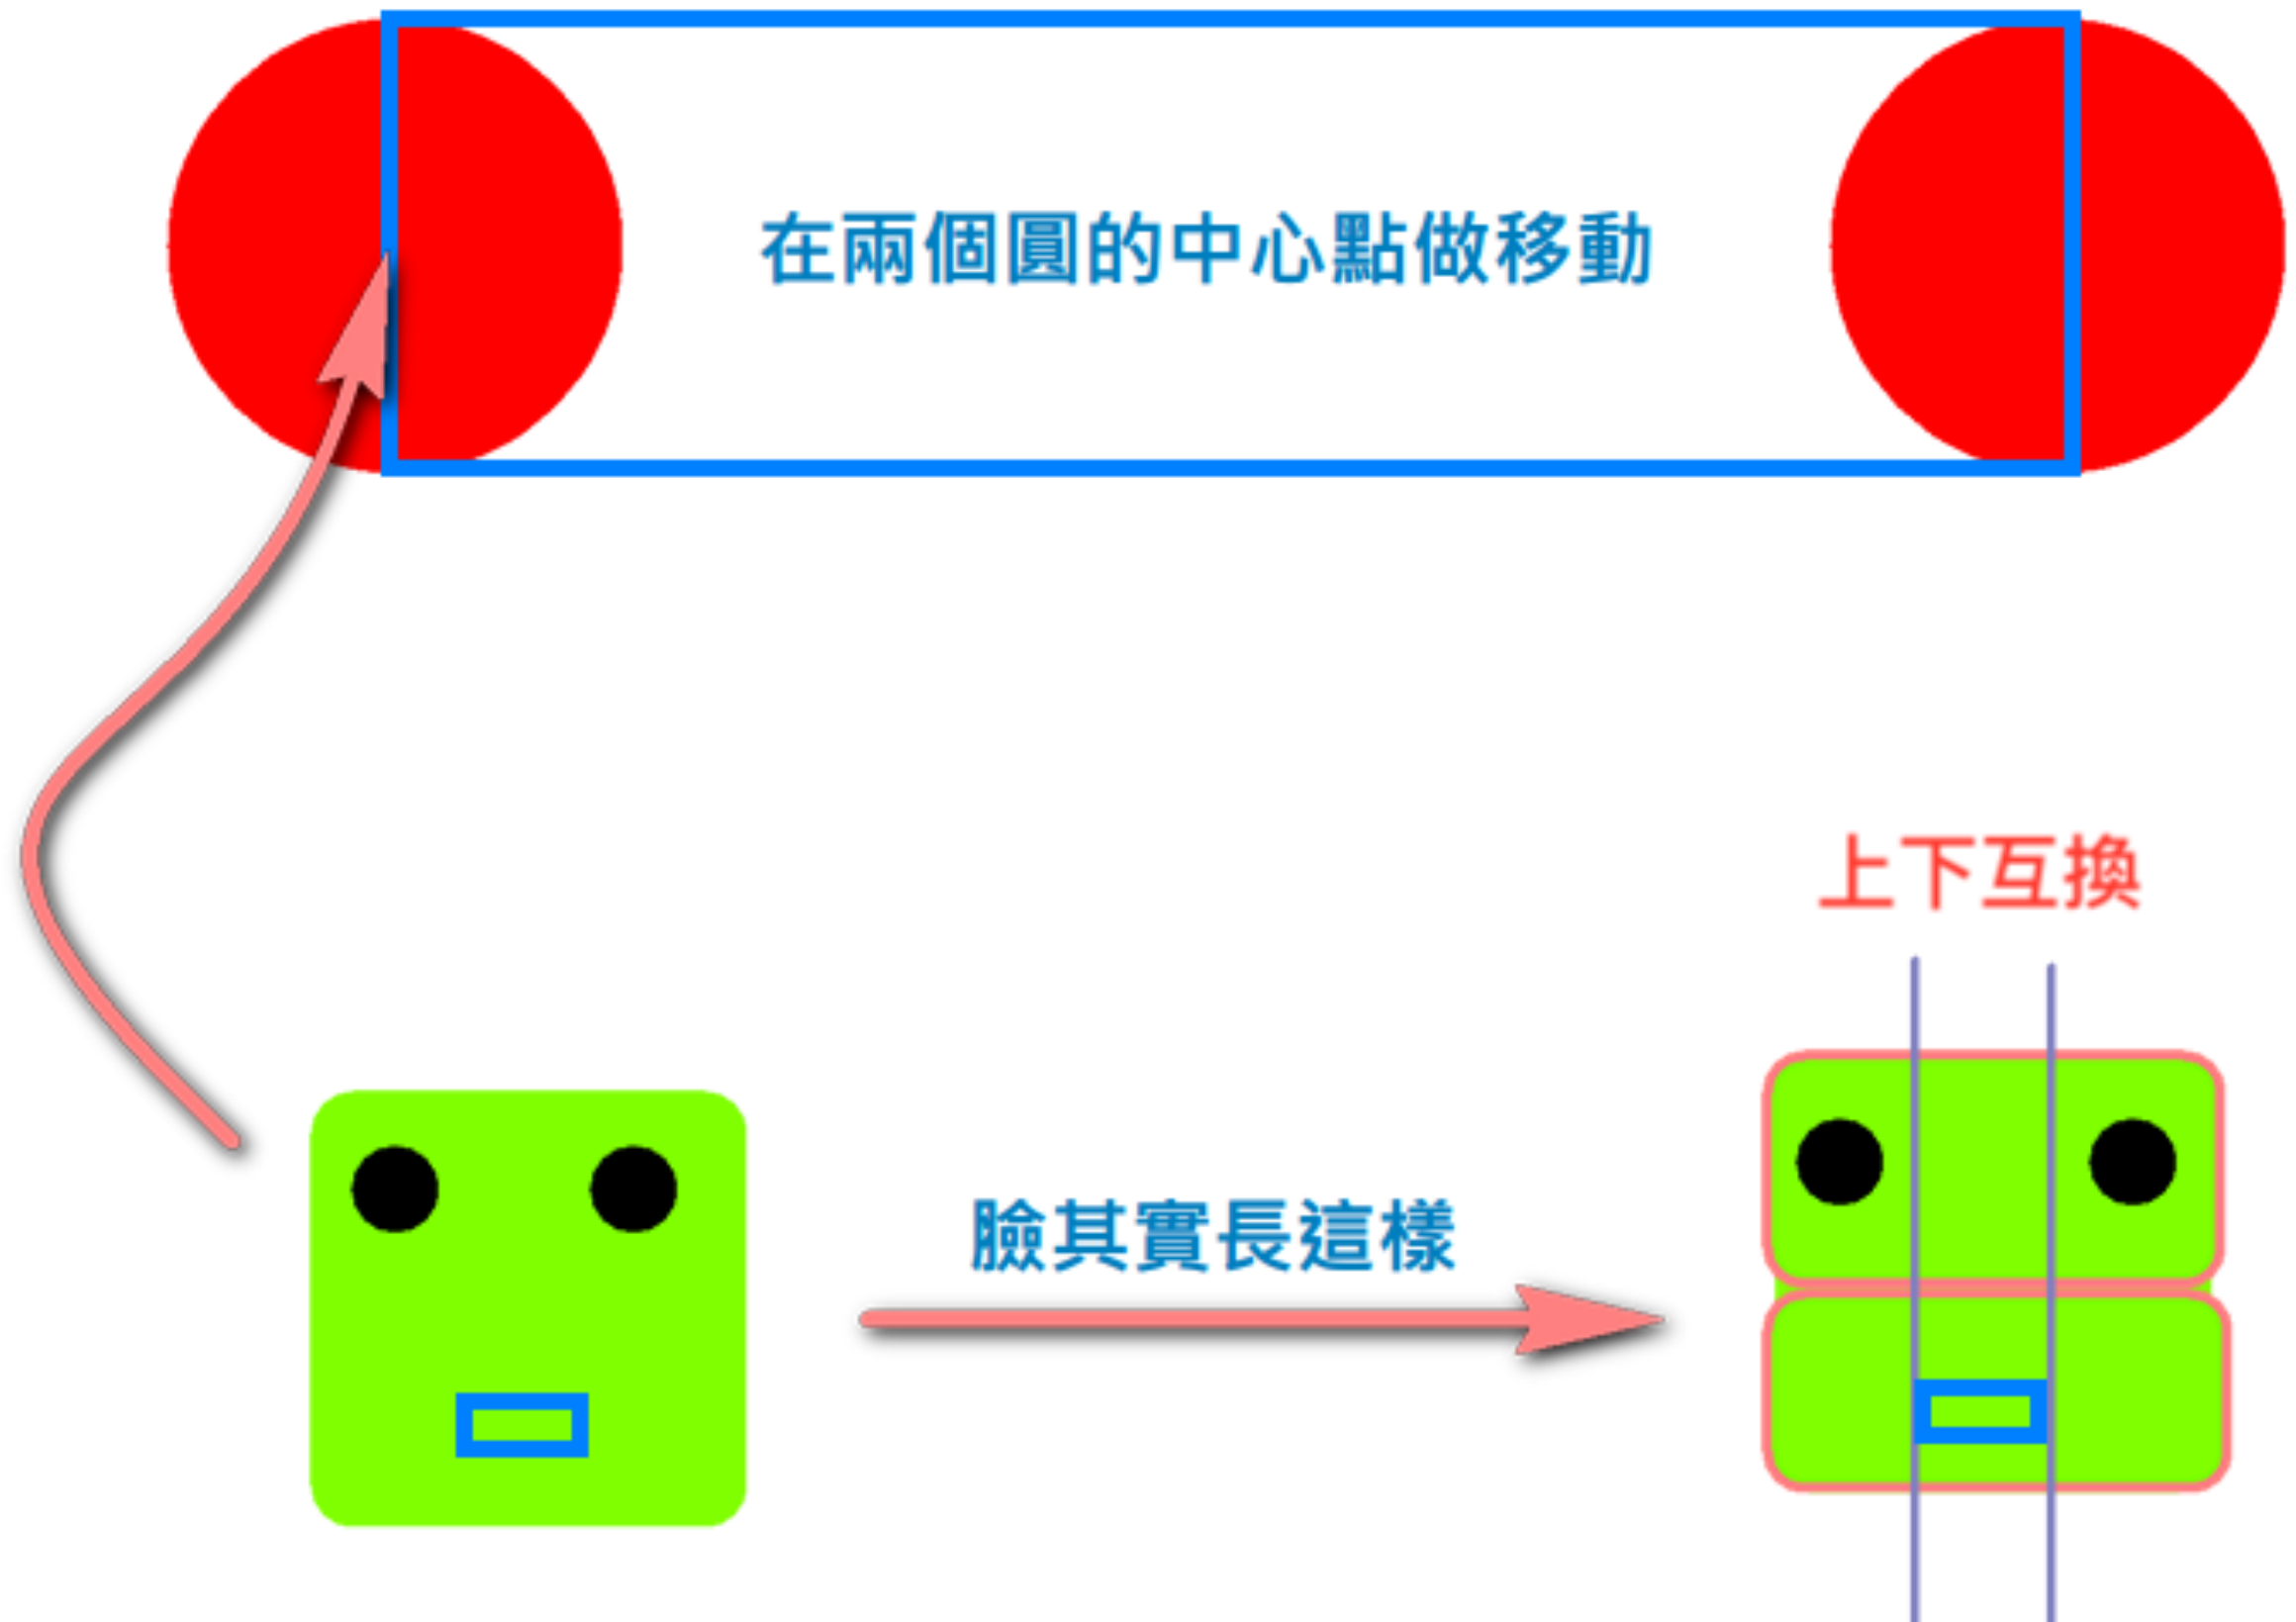 在兩個圓的中心點做移動
上下互換
臉其實長這樣